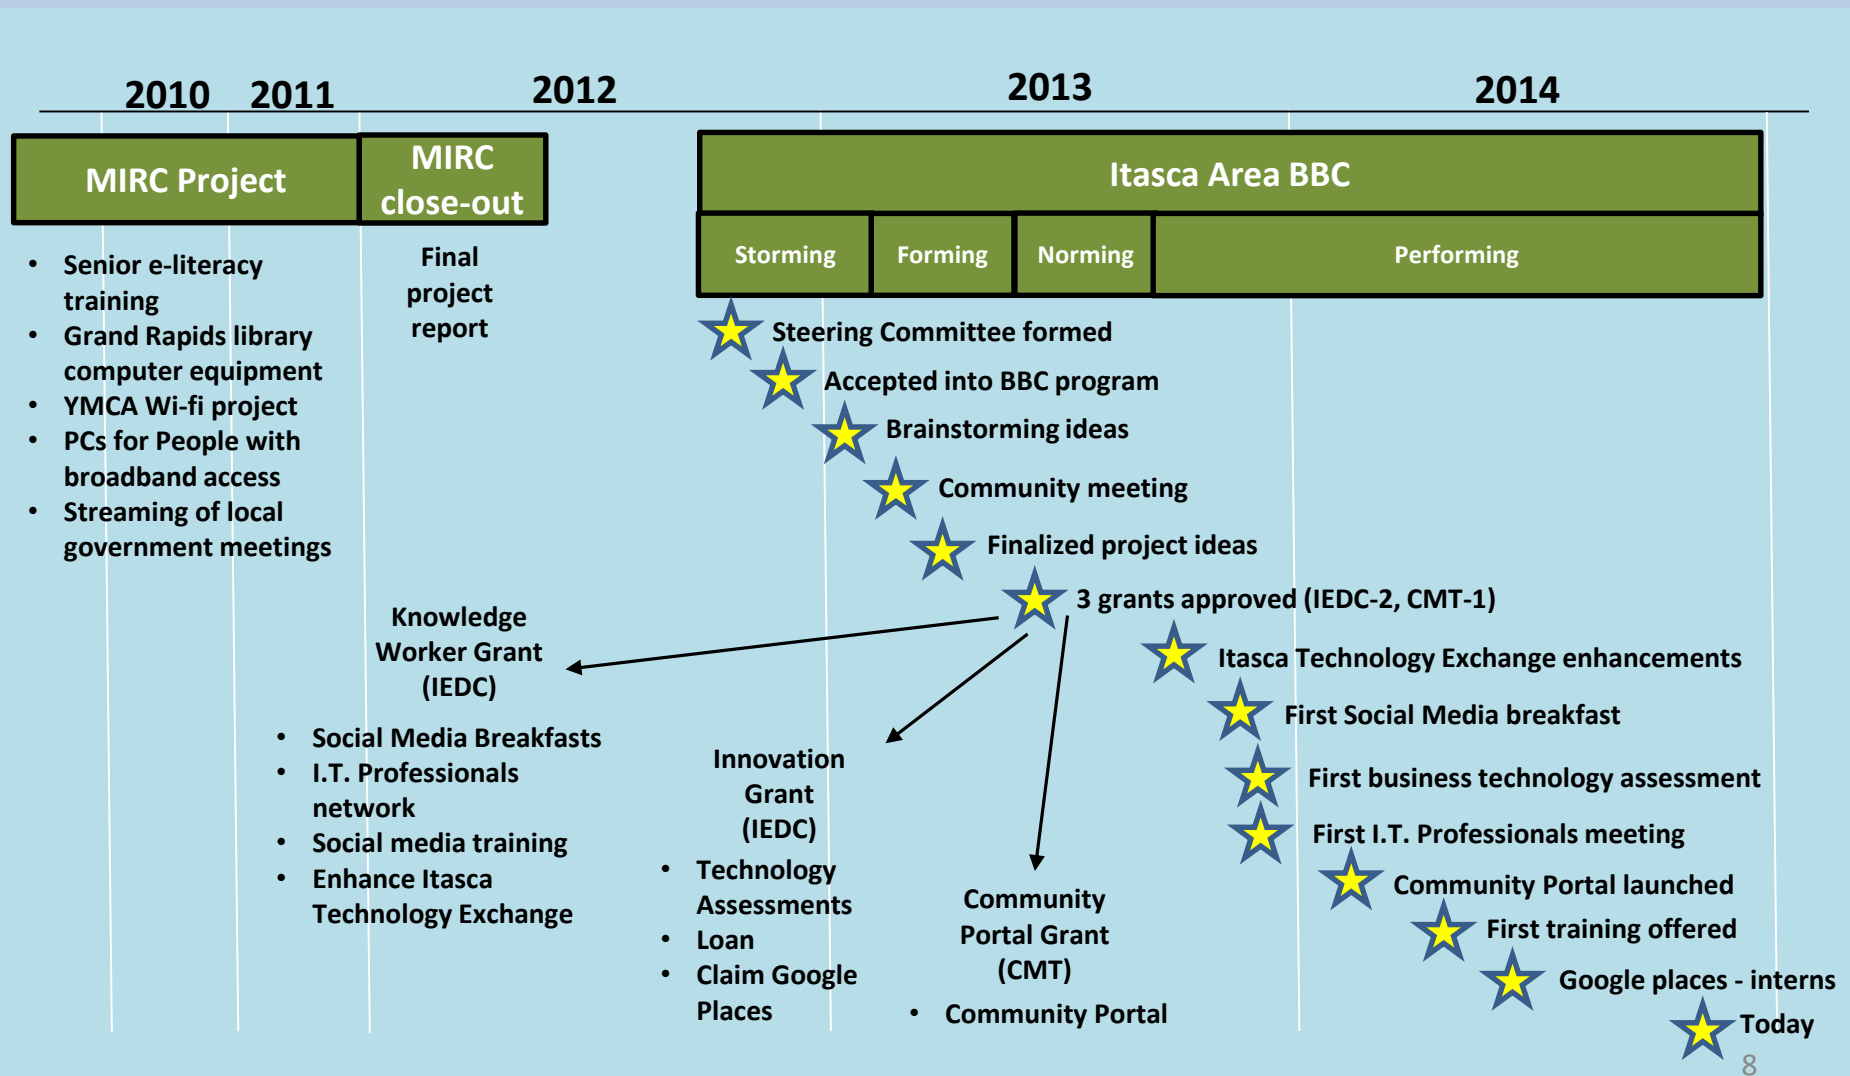 2010
2011
2012
2013
2014
MIRC Project
MIRC
close-out
Itasca Area BBC
Storming
Forming
Norming
Performing
• Senior e-literacy
training
• Grand Rapids library
computer equipment
• YMCA Wi-fi project
• PCs for People with
broadband access
• Streaming of local
government meetings
Final
project
report
Steering Committee formed
Accepted into BBC program
Brainstorming ideas
Community meeting
Finalized project ideas
3 grants approved (IEDC-2, CMT-1)
Itasca Technology Exchange enhancements
First Social Media breakfast
First business technology assessment
First I.T. Professionals meeting
Community Portal launched
First training offered
Google places - interns
Today
Knowledge
Worker Grant
(IEDC)
• Social Media Breakfasts
• I.T. Professionals
network
• Social media training
• Enhance Itasca
Technology Exchange
Innovation
Grant
(IEDC)
• Technology
Assessments
• Loan
• Claim Google
Places
Community
Portal Grant
(CMT)
• Community Portal
8